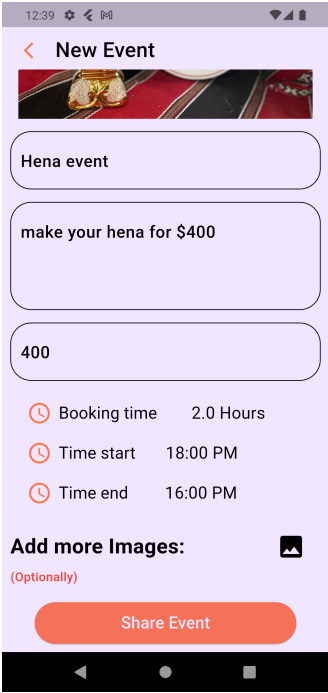 12:39
New Event
Hena event
make your hena for $400
400
Booking time 2.0 Hours
Time start 18:00 PM
Time end 16:00 PM
Add more Images:
(Optionally)
Share Event